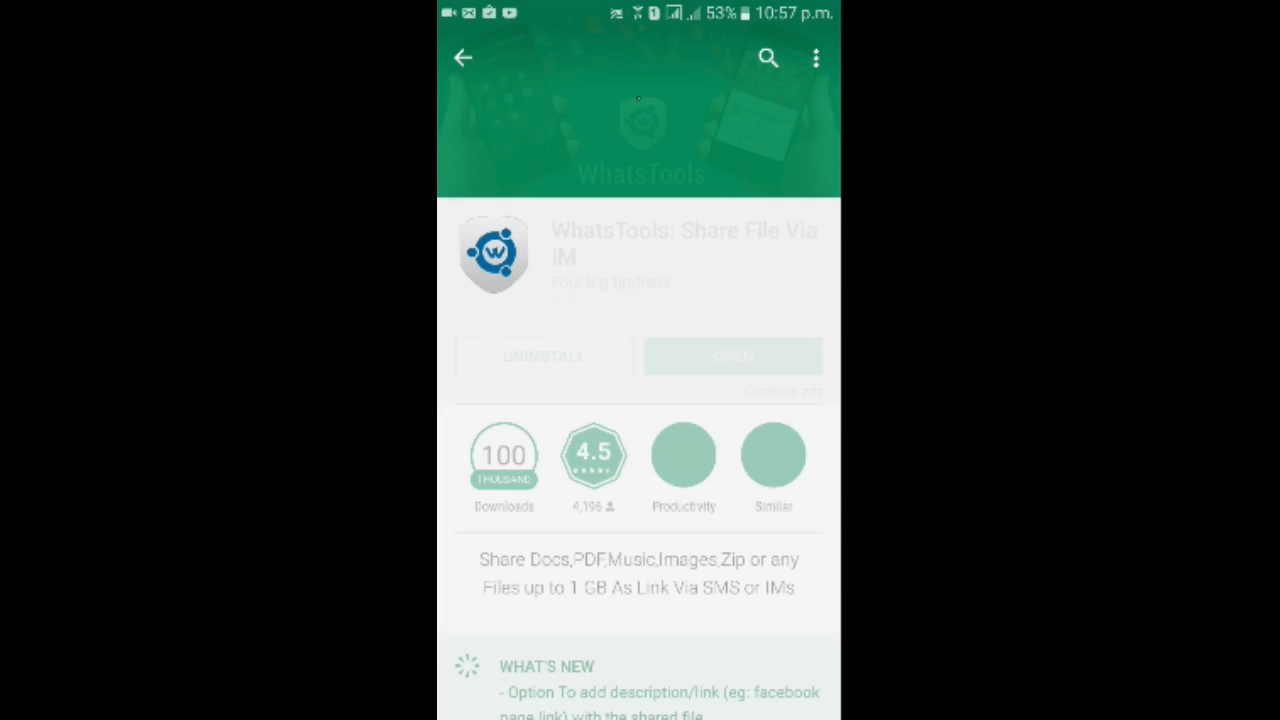 1 53% 10:57 p.m.
WhatsTools
WhatsTools: Share File Via
IM
Four Big Brothers
UNINSTALL OPEN
Contains ads
100 4.5
THOUSAND
Downloads 4,196 Productivity Similar
Share Docs,PDF,Music,Images,Zip or any
Files up to 1 GB As Link Via SMS or IMs
WHAT'S NEW
- Option To add description/link (eg: facebook
page link) with the shared file